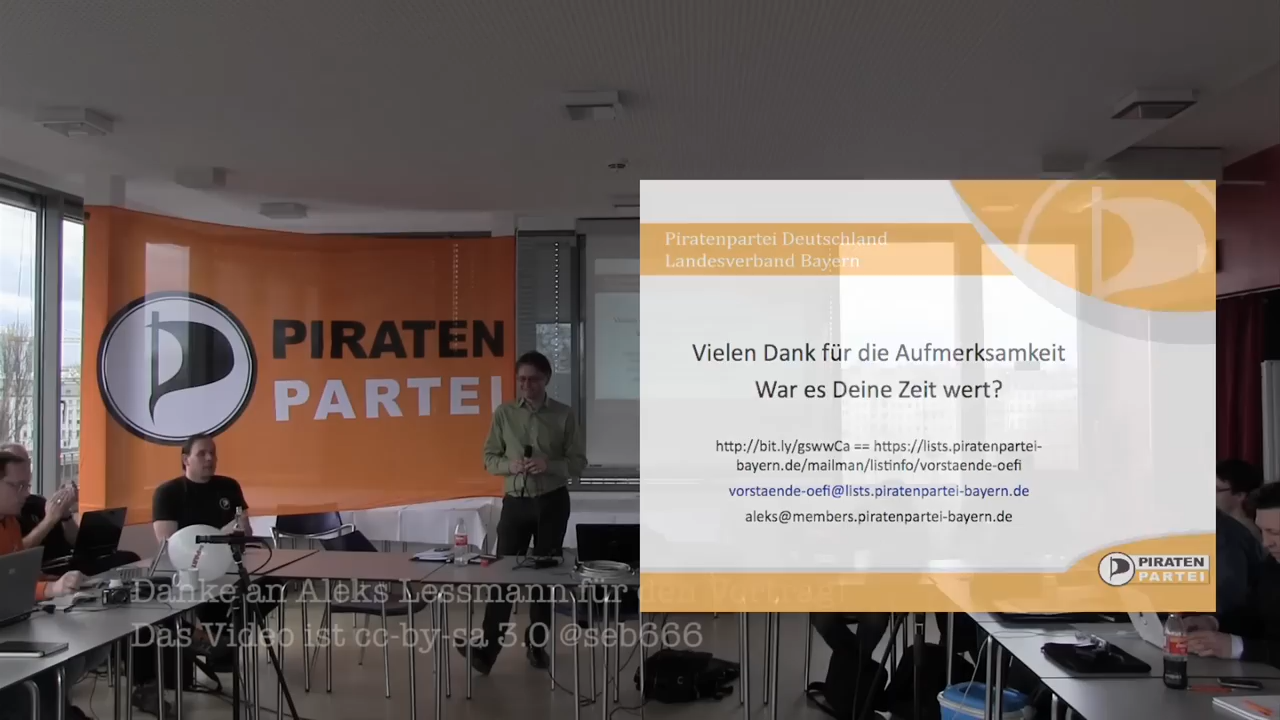 PIRATEN
PARTEI
Piratenpartei Deutschland
Landesverband Bayern
Vielen Dank für die Aufmerksamkeit
War es Deine Zeit wert?
http://bit.ly/gswwCa == https://lists.piratenpartei-
bayern.de/mailman/listinfo/vorstaende-oefi
vorstaende-oefi@lists.piratenpartei-bayern.de
aleks@members.piratenpartei-bayern.de
PIRATEN
PARTEI
Danke an Aleks Lessmann für den Vortrag!
Das Video ist cc-by-sa 3.0 @seb666